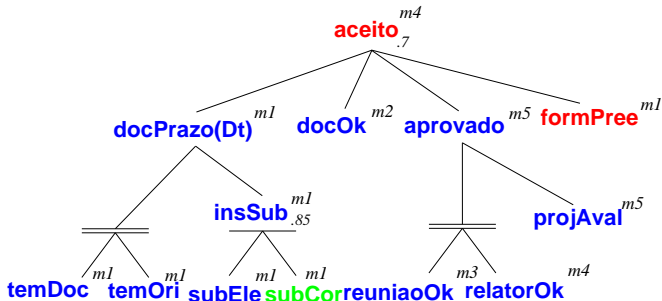 aceito m4 .7
docPrazo(Dt) m1 docOk m2 aprovado m5 formPree m1
insSub m1 .85 projAval m5
temDoc m1 temOri m1 subEle m1 subCor m1 reuniaoOk m3 relatorOk m4